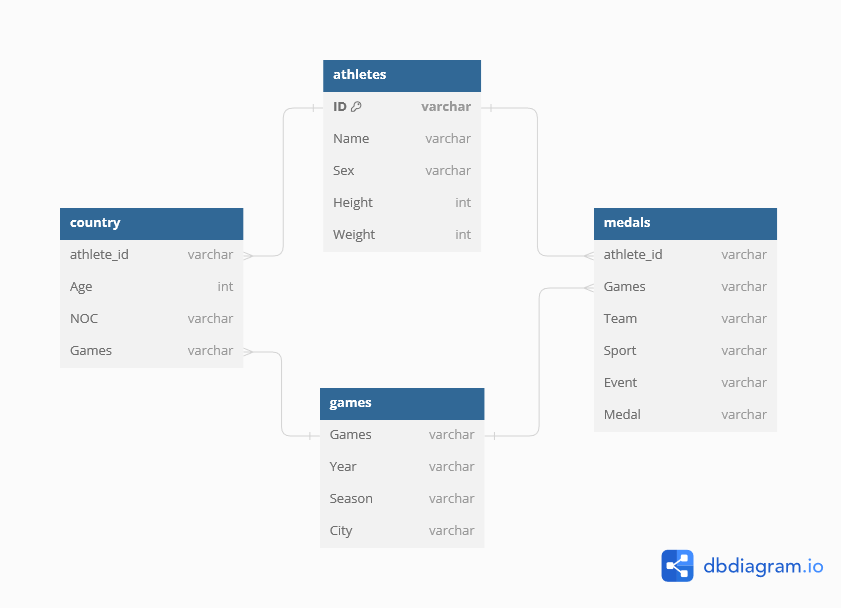 athletes
ID varchar
Name varchar
Sex varchar
Height int
Weight int
country
athlete_id varchar
Age int
NOC varchar
Games varchar
medals
athlete_id varchar
Games varchar
Team varchar
Sport varchar
Event varchar
Medal varchar
games
Games varchar
Year varchar
Season varchar
City varchar
dbdiagram.io